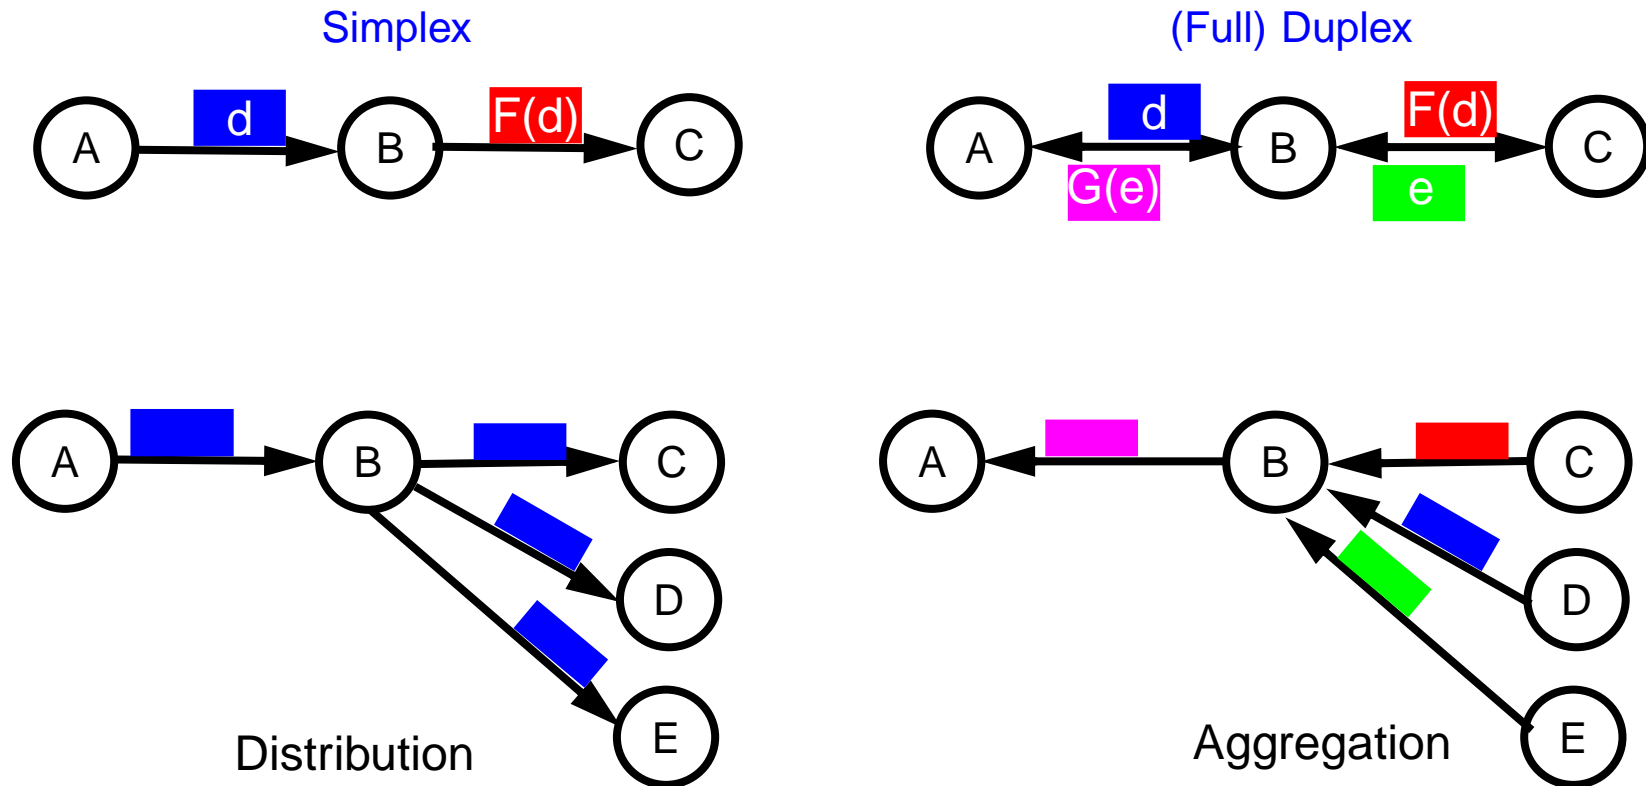 Simplex
(Full) Duplex
A
d
B
F(d)
C
A
d
G(e)
B
F(d)
e
C
A
B
C
D
E
Distribution
A
B
C
D
E
Aggregation